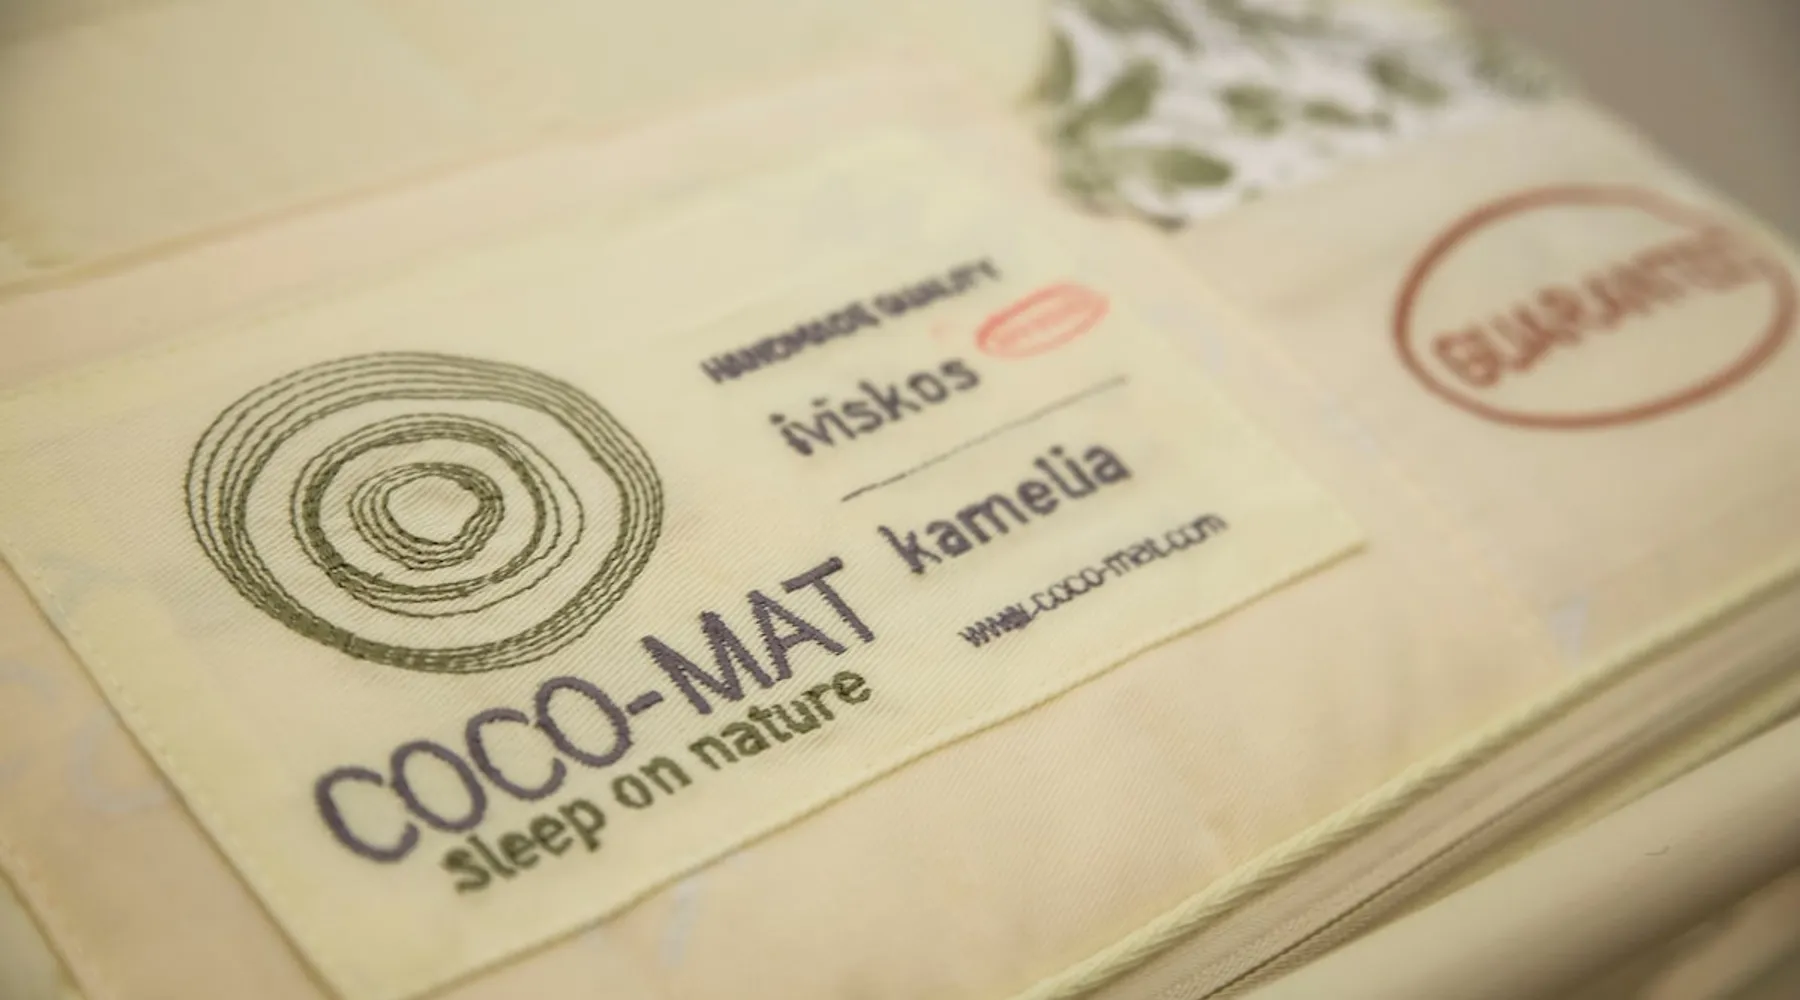 COCO-MAT
Sleep on nature
HANDMADE QUALITY
iviskos
kamelia
www.coco-mat.com